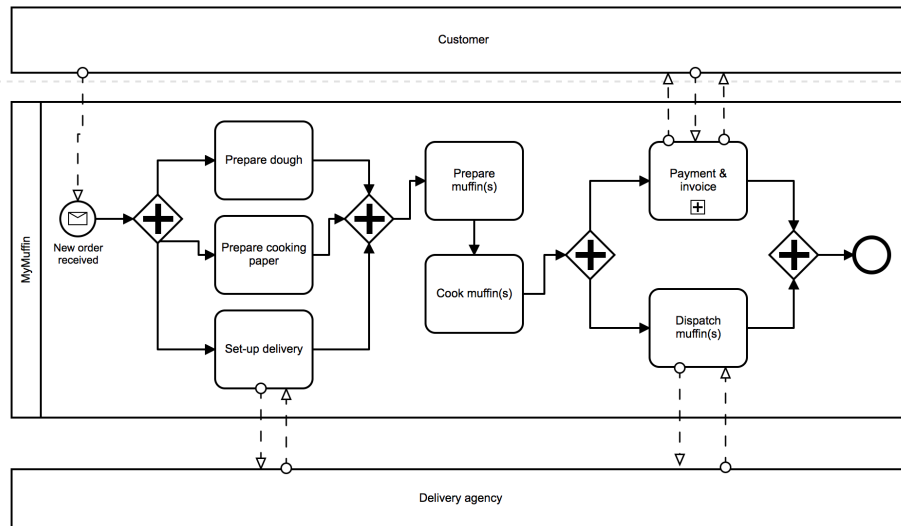 Customer
MyMuffin
New order
received
Prepare dough
Prepare cooking
paper
Set-up delivery
Prepare
muffin(s)
Cook muffin(s)
Payment &
invoice
Dispatch
muffin(s)
Delivery agency